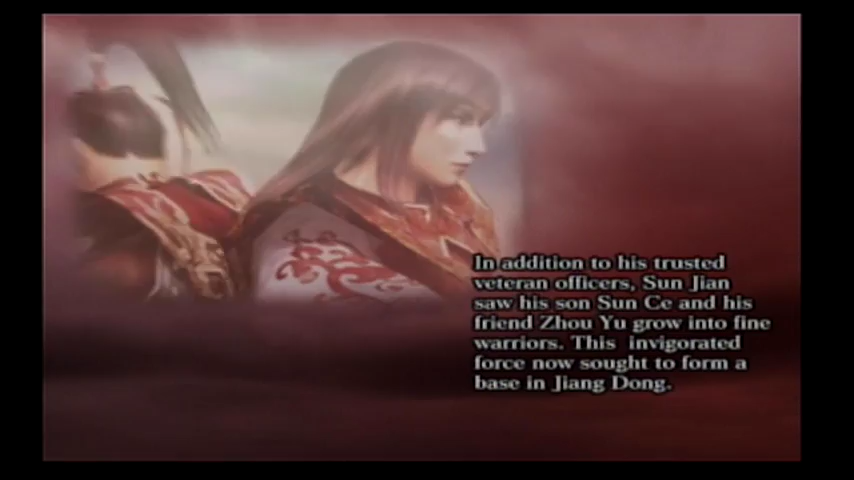 In addition to his trusted
veteran officers, Sun Jian
saw his son Sun Ce and his
friend Zhou Yu grow into fine
warriors. This  invigorated
force now sought to form a
base in Jiang Dong.